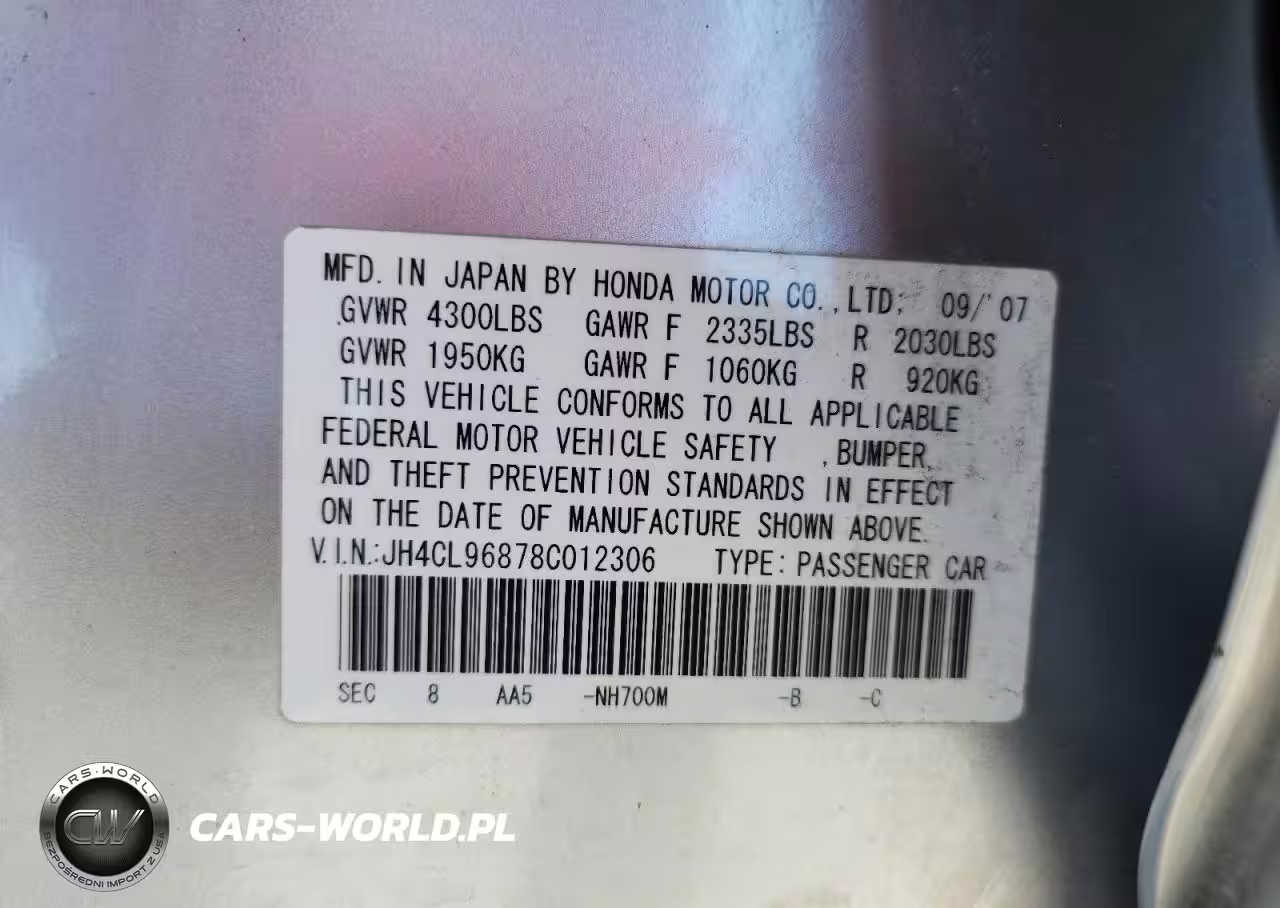 MFD. IN JAPAN BY HONDA MOTOR CO., LTD; 09/'07
GVWR 4300LBS GAWR F 2335LBS R 2030LBS
GVWR 1950KG GAWR F 1060KG R 920KG
THIS VEHICLE CONFORMS TO ALL APPLICABLE
FEDERAL MOTOR VEHICLE SAFETY , BUMPER,
AND THEFT PREVENTION STANDARDS IN EFFECT
ON THE DATE OF MANUFACTURE SHOWN ABOVE.
V.I.N.:JH4CL96878C012306 TYPE: PASSENGER CAR
SEC 8 AA5 -NH700M -B -C
CARS-WORLD
CW
BEZPOŚREDNI IMPORT Z USA
CARS-WORLD.PL